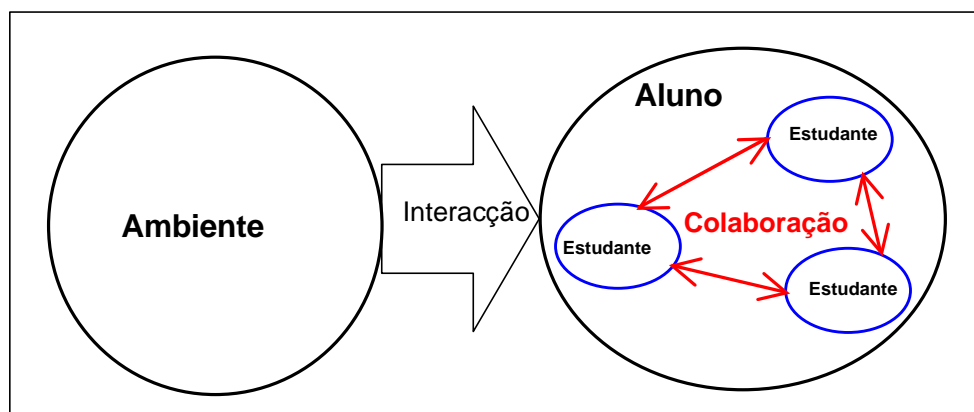 Ambiente
Interacção
Aluno
Estudante
Colaboração
Estudante
Estudante